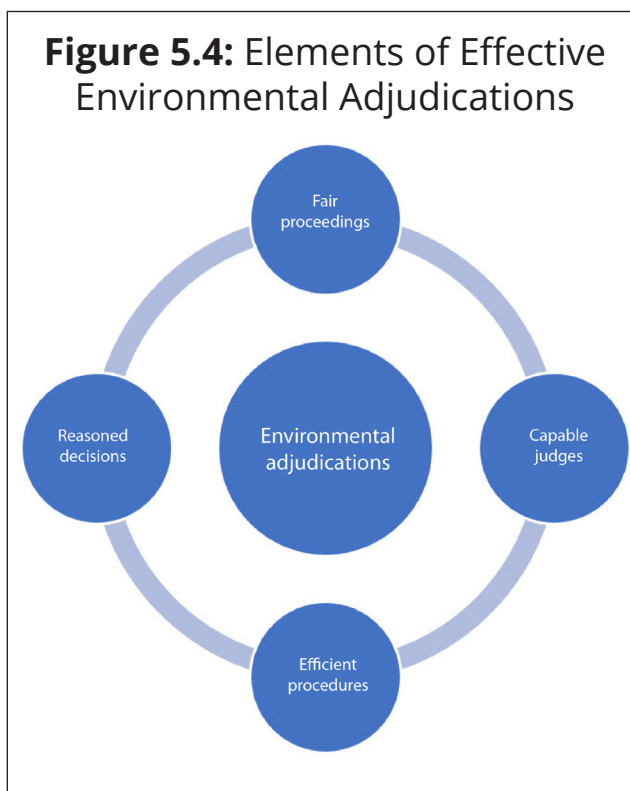 Figure 5.4: Elements of Effective
Environmental Adjudications
Fair
proceedings
Reasoned
decisions
Environmental
adjudications
Capable
judges
Efficient
procedures